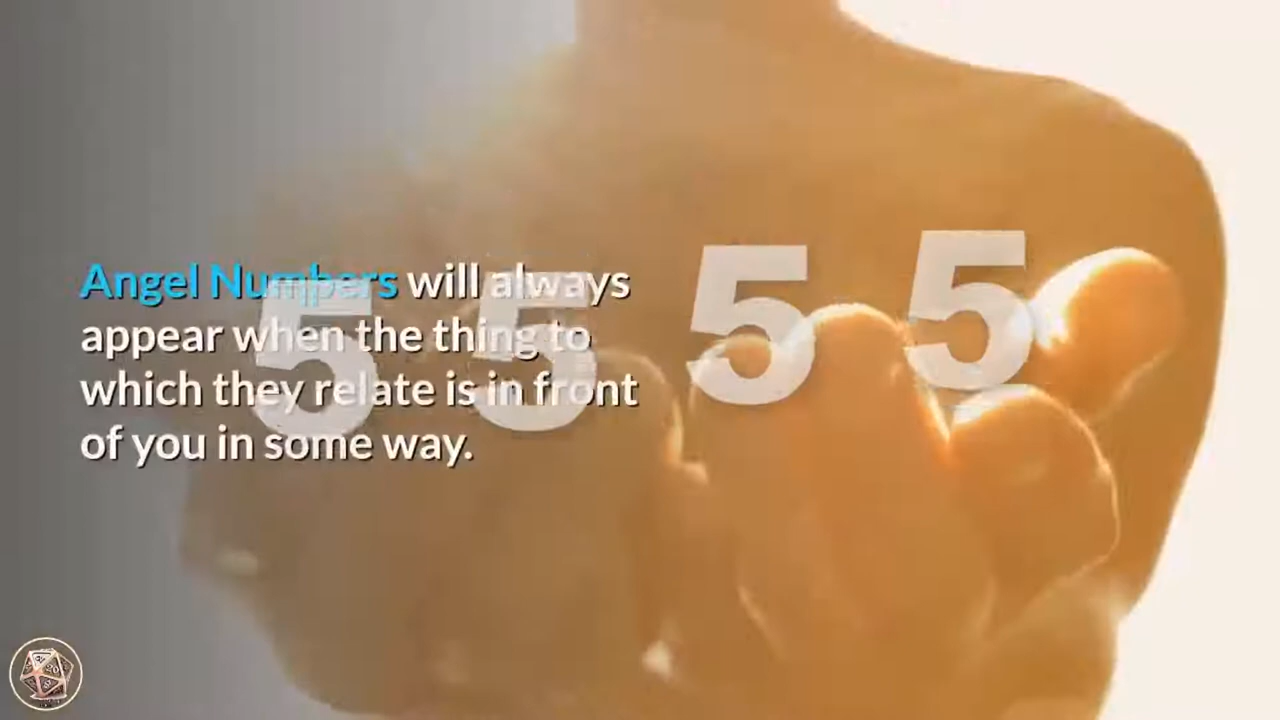 Angel Numbers will always
appear when the thing to
which they relate is in front
of you in some way.
5 5 5 5